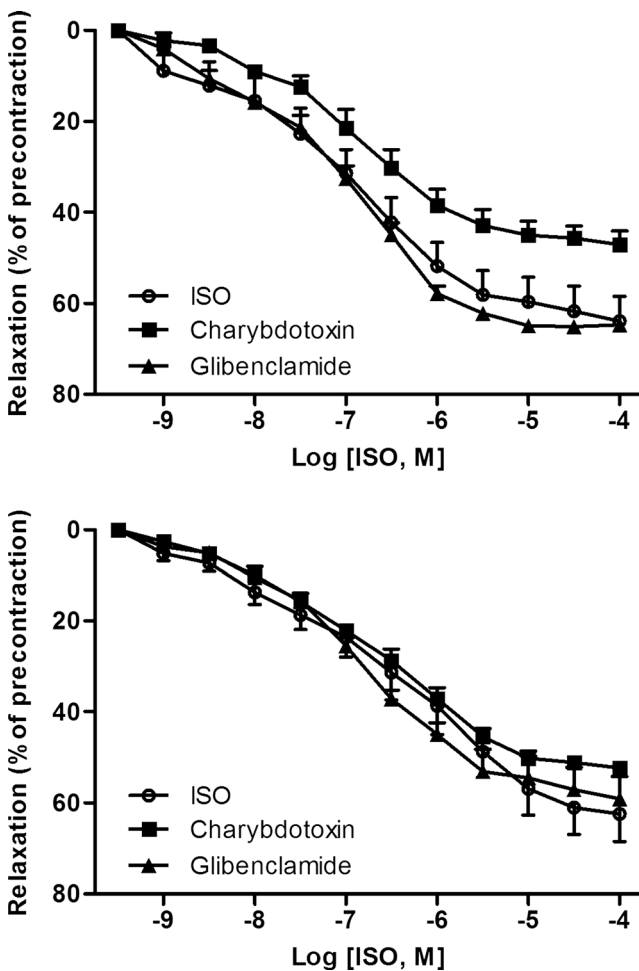 Relaxation (% of precontraction)
0
20
40
60
80
ISO
Charybdotoxin
Glibenclamide
-9 -8 -7 -6 -5 -4
Log [ISO, M]
Relaxation (% of precontraction)
0
20
40
60
80
ISO
Charybdotoxin
Glibenclamide
-9 -8 -7 -6 -5 -4
Log [ISO, M]